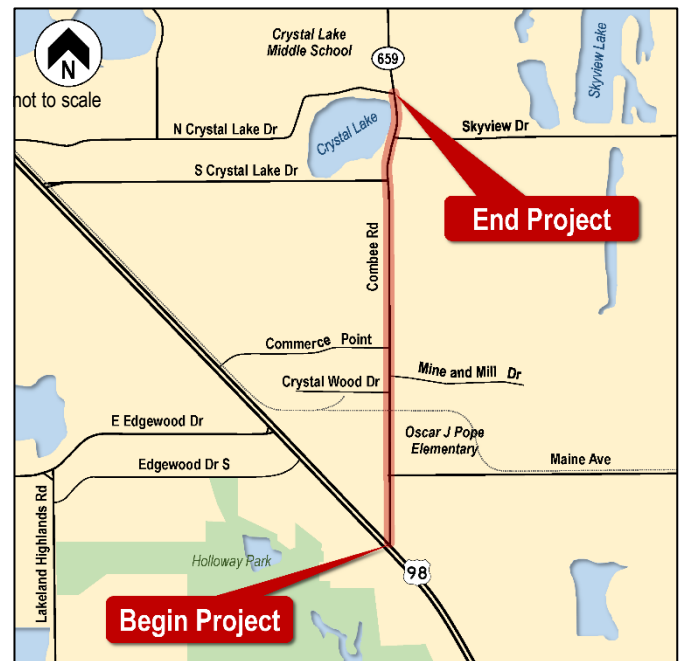 Crystal Lake
Middle School
659
N
not to scale
Skyview Lake
N Crystal Lake Dr
Crystal Lake
Skyview Dr
S Crystal Lake Dr
End Project
Combee Rd
Commerce Point
Mine and Mill Dr
Crystal Wood Dr
E Edgewood Dr
Oscar J Pope
Elementary
Edgewood Dr S
Maine Ave
Lakeland Highlands Rd
Holloway Park
98
Begin Project